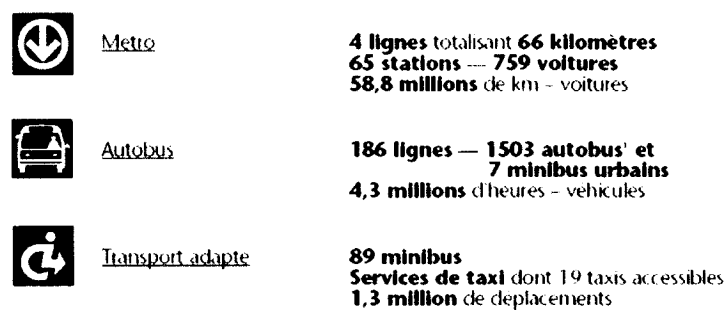 Metro
4 lignes totalisant 66 kilomètres
65 stations — 759 voitures
58,8 millions de km – voitures
Autobus
186 lignes — 1503 autobus' et
7 minibus urbains
4,3 millions d'heures – véhicules
Transport adapte
89 minibus
Services de taxi dont 19 taxis accessibles
1,3 million de déplacements